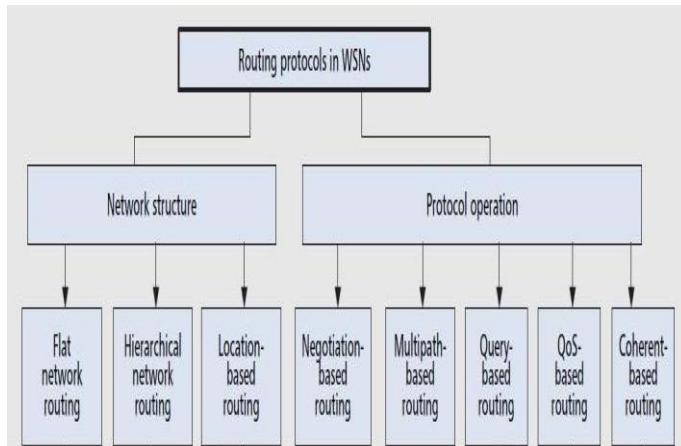 Routing protocols in WSNs
Network structure
Protocol operation
Flat
network
routing
Hierarchical
network
routing
Location-
based
routing
Negotiation-
based
routing
Multipath-
based
routing
Query-
based
routing
QoS-
based
routing
Coherent-
based
routing